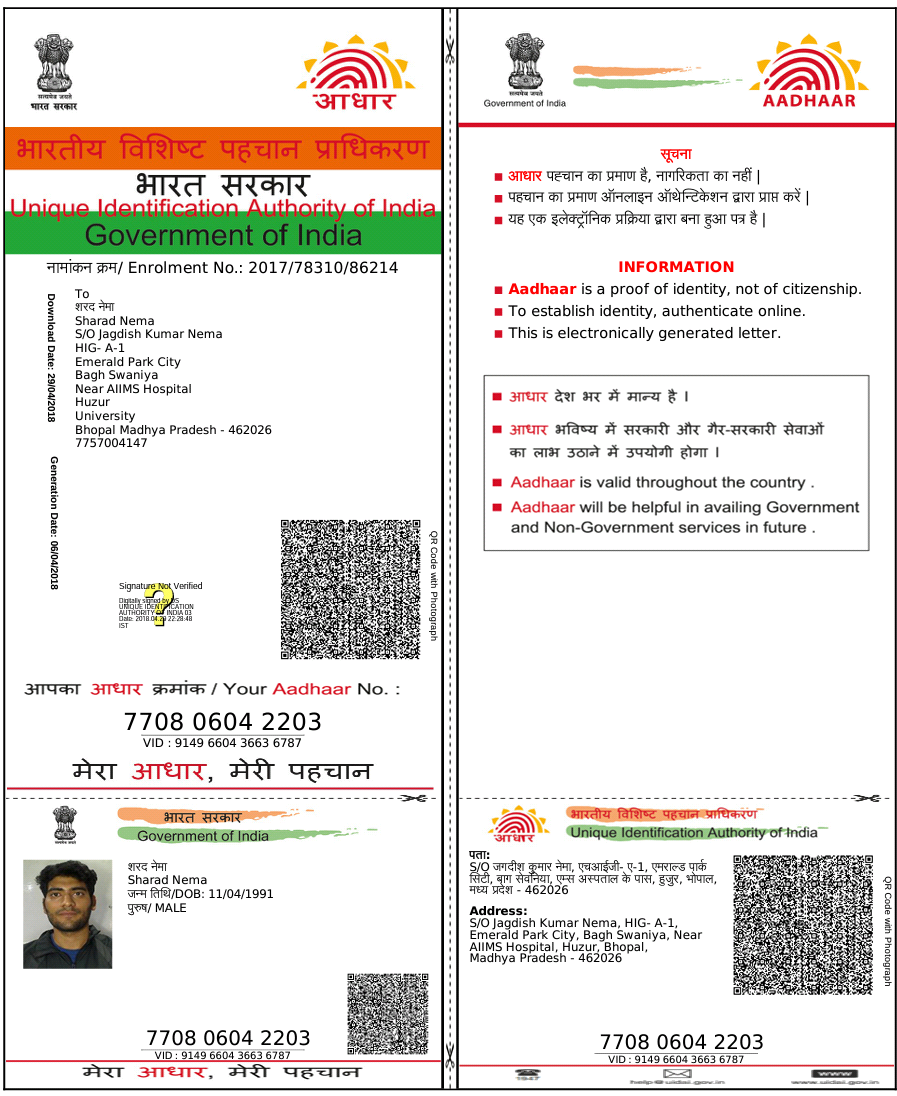 सत्यमेव जयते
भारत सरकार
आधार
भारतीय विशिष्ट पहचान प्राधिकरण
भारत सरकार
Unique Identification Authority of India
Government of India
नामांकन क्रम/ Enrolment No.: 2017/78310/86214
Download Date: 29/04/2018
Generation Date: 06/04/2018
To
शरद नेमा
Sharad Nema
S/O Jagdish Kumar Nema
HIG- A-1
Emerald Park City
Bagh Swaniya
Near AIIMS Hospital
Huzur
University
Bhopal Madhya Pradesh - 462026
7757004147
Signature Not Verified
Digitally signed by DS
UNIQUE IDENTIFICATION
AUTHORITY OF INDIA 03
Date: 2018.04.29 22:28:48
IST
QR Code with Photograph
आपका आधार क्रमांक / Your Aadhaar No. :
7708 0604 2203
VID : 9149 6604 3663 6787
मेरा आधार, मेरी पहचान
भारत सरकार
Government of India
शरद नेमा
Sharad Nema
जन्म तिथि/DOB: 11/04/1991
पुरुष/ MALE
7708 0604 2203
VID : 9149 6604 3663 6787
मेरा आधार, मेरी पहचान
सत्यमेव जयते
Government of India
AADHAAR
सूचना
आधार पहचान का प्रमाण है, नागरिकता का नहीं |
पहचान का प्रमाण ऑनलाइन ऑथेन्टिकेशन द्वारा प्राप्त करें |
यह एक इलेक्ट्रॉनिक प्रक्रिया द्वारा बना हुआ पत्र है |
INFORMATION
Aadhaar is a proof of identity, not of citizenship.
To establish identity, authenticate online.
This is electronically generated letter.
आधार देश भर में मान्य है ।
आधार भविष्य में सरकारी और गैर-सरकारी सेवाओं
का लाभ उठाने में उपयोगी होगा ।
Aadhaar is valid throughout the country .
Aadhaar will be helpful in availing Government
and Non-Government services in future .
आधार
भारतीय विशिष्ट पहचान प्राधिकरण
Unique Identification Authority of India
पता:
S/O जगदीश कुमार नेमा, एचआईजी- ए-1, एमराल्ड पार्क
सिटी, बाग सेवनिया, एम्स अस्पताल के पास, हुजुर, भोपाल,
मध्य प्रदेश - 462026
Address:
S/O Jagdish Kumar Nema, HIG- A-1,
Emerald Park City, Bagh Swaniya, Near
AIIMS Hospital, Huzur, Bhopal,
Madhya Pradesh - 462026
QR Code with Photograph
7708 0604 2203
VID : 9149 6604 3663 6787
1947
help@uidai.gov.in
www
www.uidai.gov.in